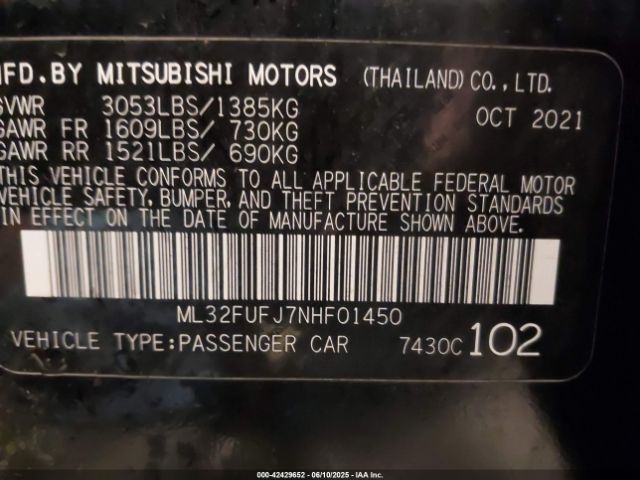 MFD.BY MITSUBISHI MOTORS (THAILAND) CO., LTD.
GVWR 3053LBS/1385KG OCT 2021
GAWR FR 1609LBS/ 730KG
GAWR RR 1521LBS/ 690KG
THIS VEHICLE CONFORMS TO ALL APPLICABLE FEDERAL MOTOR
VEHICLE SAFETY, BUMPER, AND THEFT PREVENTION STANDARDS
IN EFFECT ON THE DATE OF MANUFACTURE SHOWN ABOVE.
ML32FUFJ7NHF01450
VEHICLE TYPE:PASSENGER CAR 7430C 102
000-42429652 - 06/10/2025 - IAA Inc.